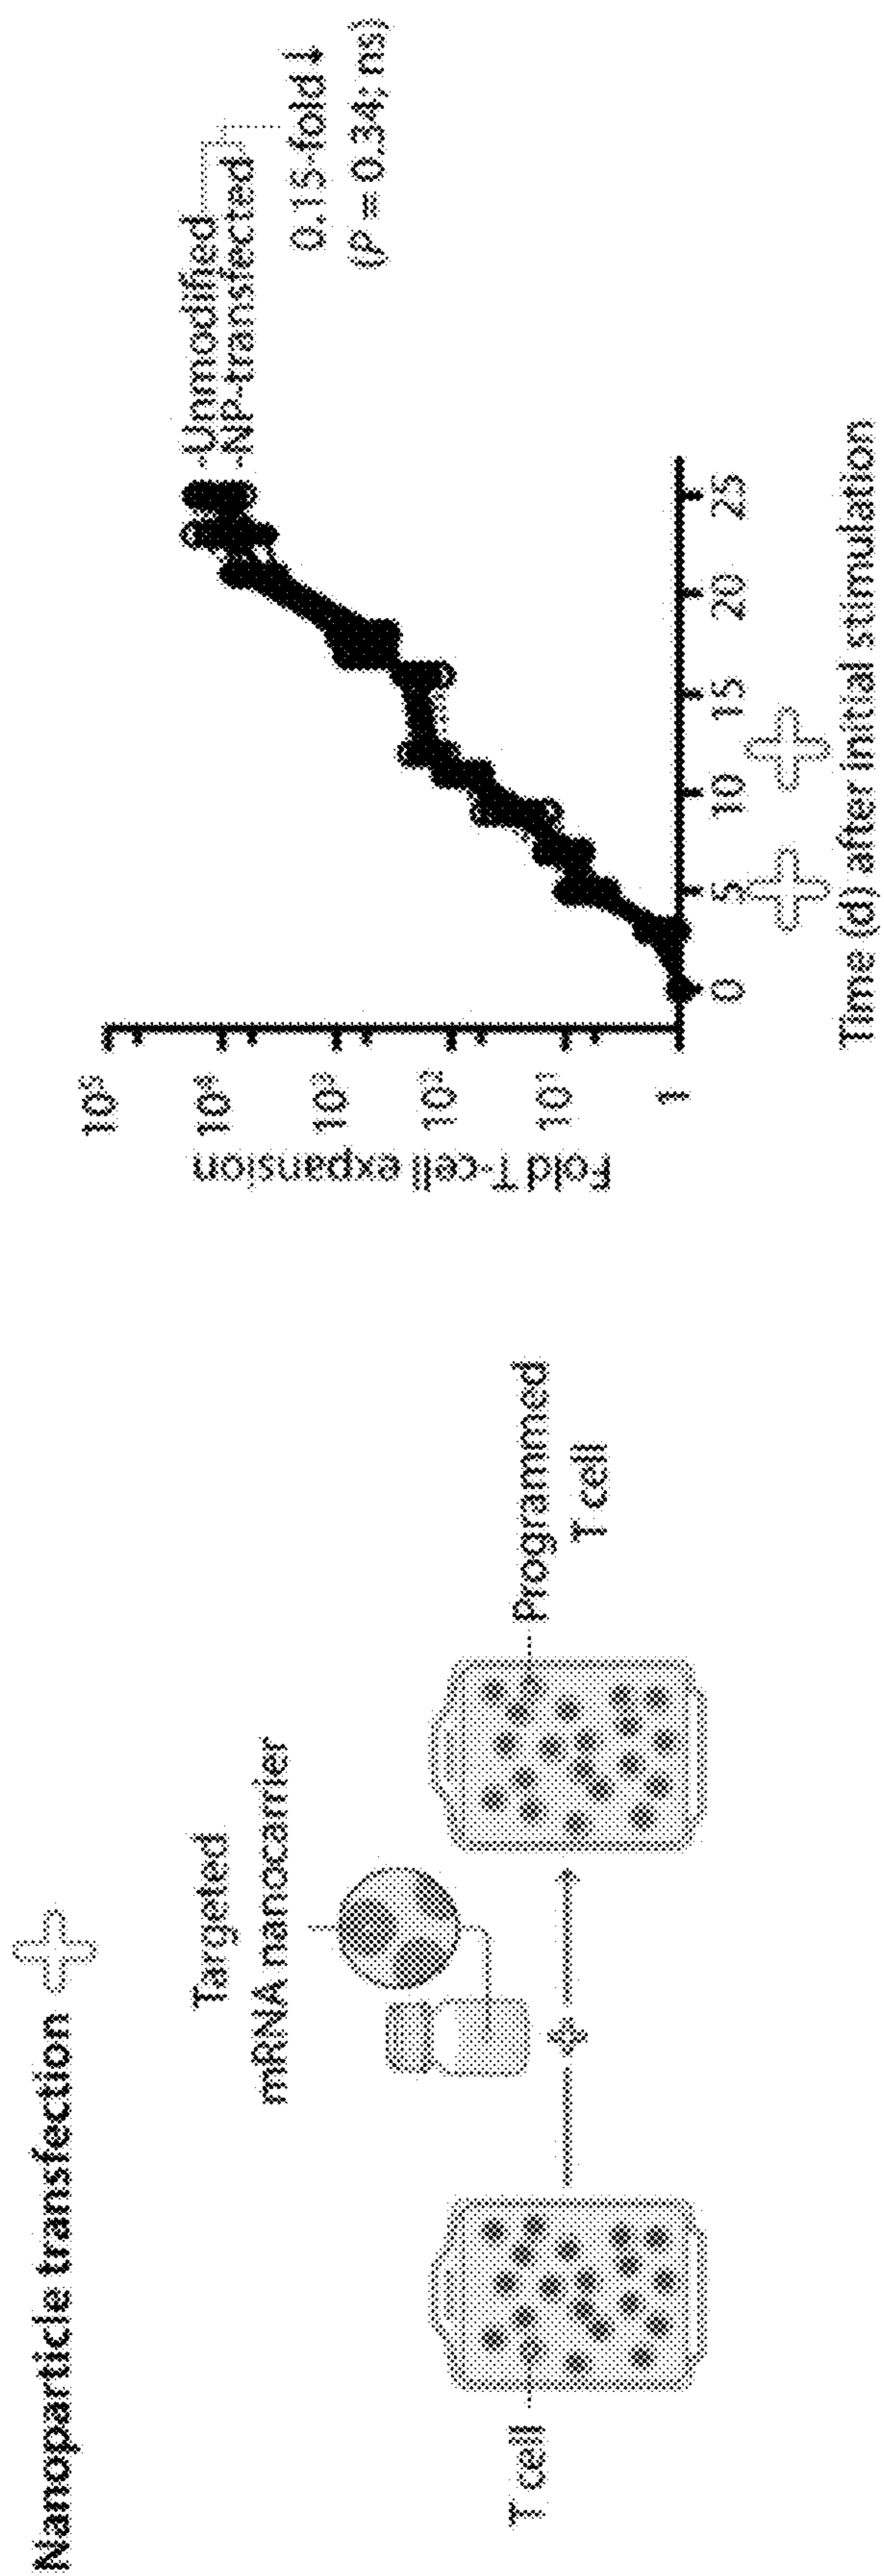 Nanoparticle transfection
Targeted
mRNA nanocarrier
T cell
Programmed
T cell
Fold T-cell expansion
10⁵
10⁴
10³
10²
10¹
1
0
5
10
15
20
25
Time (d) after initial stimulation
Unmodified
NP-transfected
0.15-fold↓
(P = 0.34; ns)